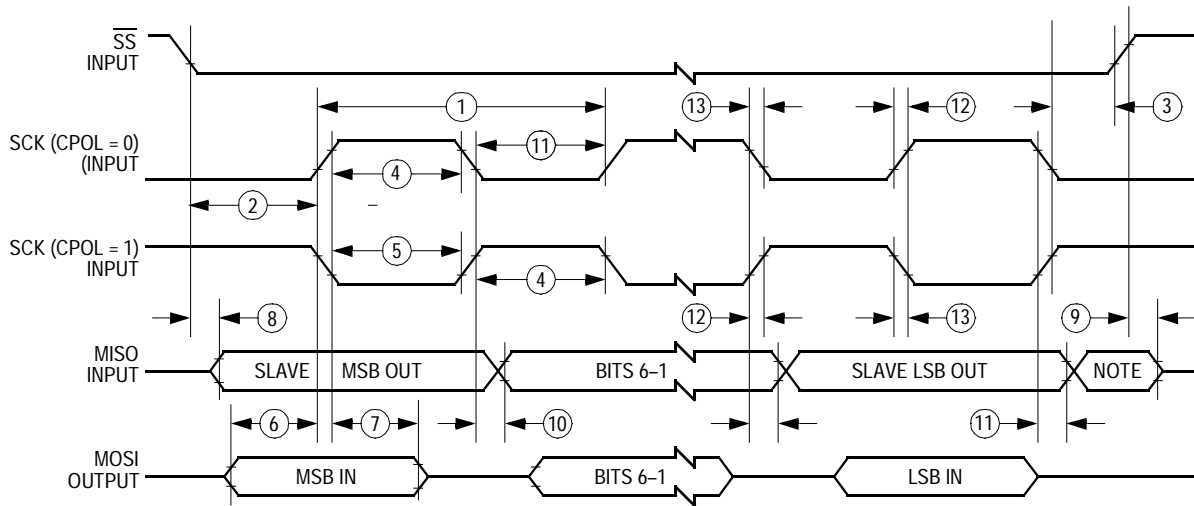 SS
INPUT
1
13
12
3
SCK (CPOL = 0)
(INPUT
11
4
2
–
SCK (CPOL = 1)
INPUT
5
4
8
12
13
9
MISO
INPUT
SLAVE MSB OUT
BITS 6–1
SLAVE LSB OUT
NOTE
6
7
10
11
MOSI
OUTPUT
MSB IN
BITS 6–1
LSB IN